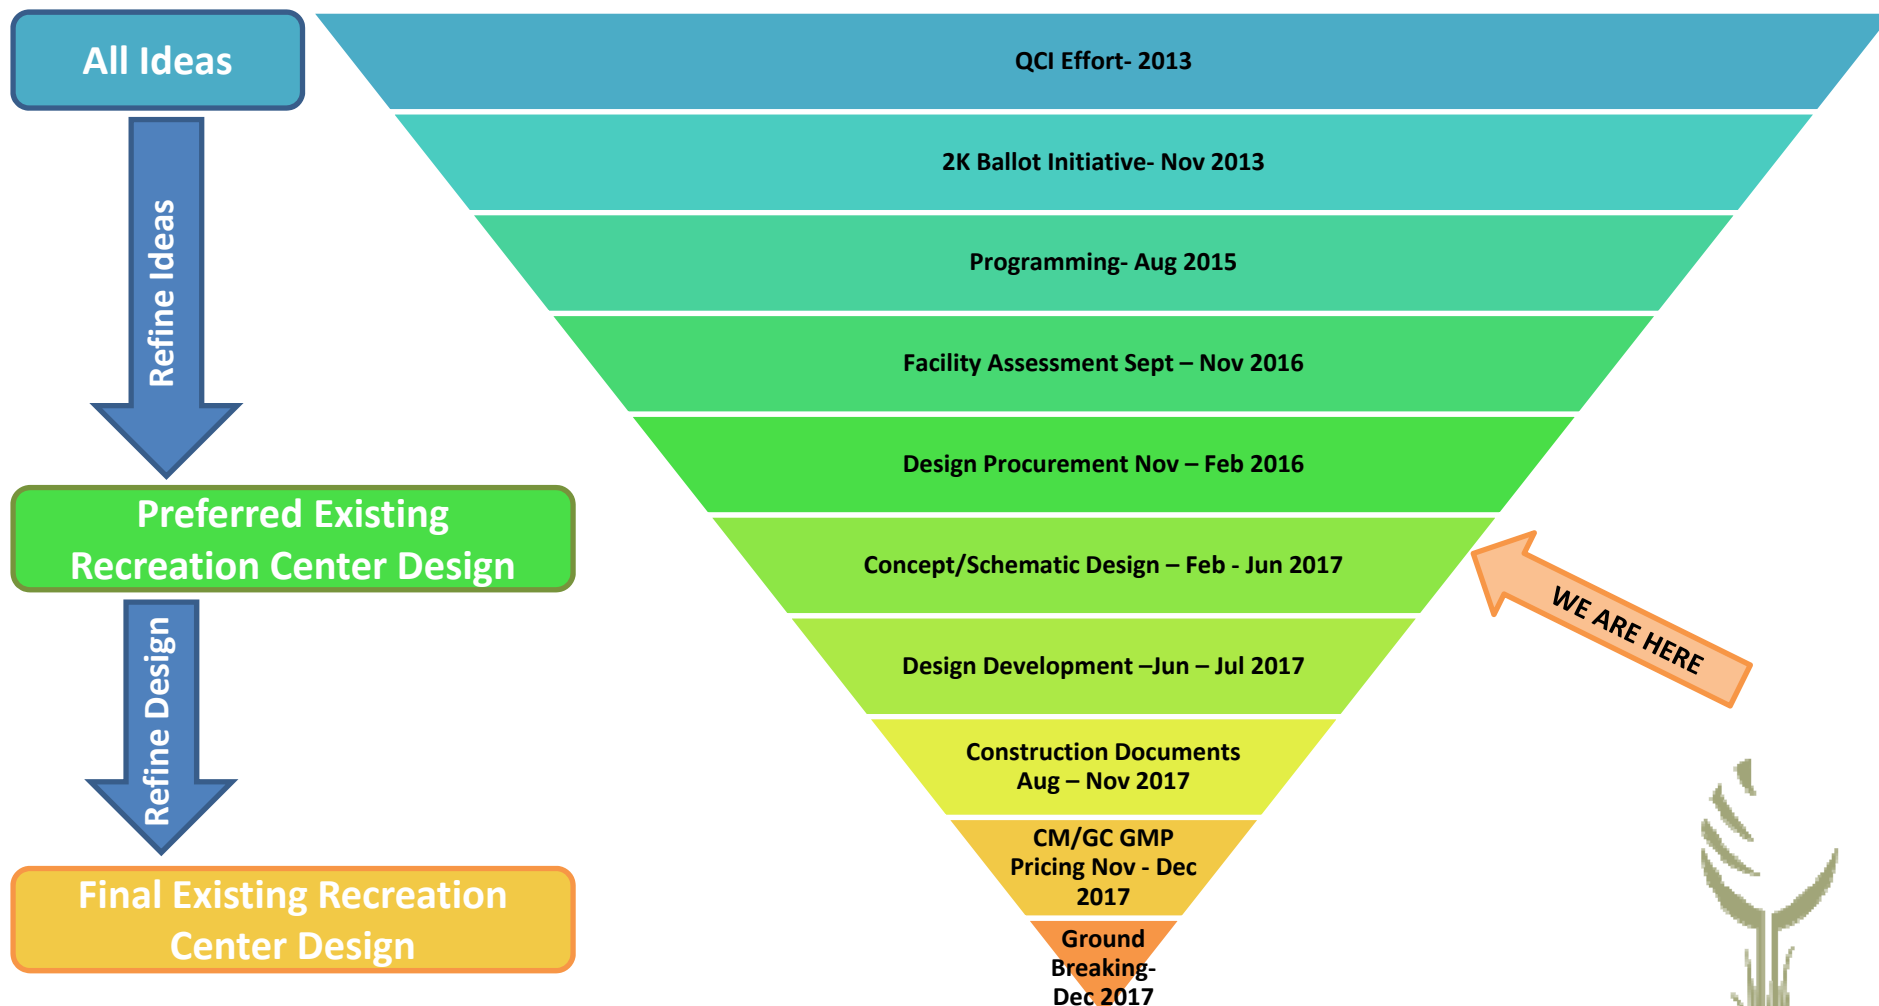 All Ideas
Refine Ideas
Preferred Existing
Recreation Center Design
Refine Design
Final Existing Recreation
Center Design
QCI Effort- 2013
2K Ballot Initiative- Nov 2013
Programming- Aug 2015
Facility Assessment Sept – Nov 2016
Design Procurement Nov – Feb 2016
Concept/Schematic Design – Feb - Jun 2017
Design Development –Jun – Jul 2017
Construction Documents
Aug – Nov 2017
CM/GC GMP
Pricing Nov - Dec
2017
Ground
Breaking-
Dec 2017
WE ARE HERE